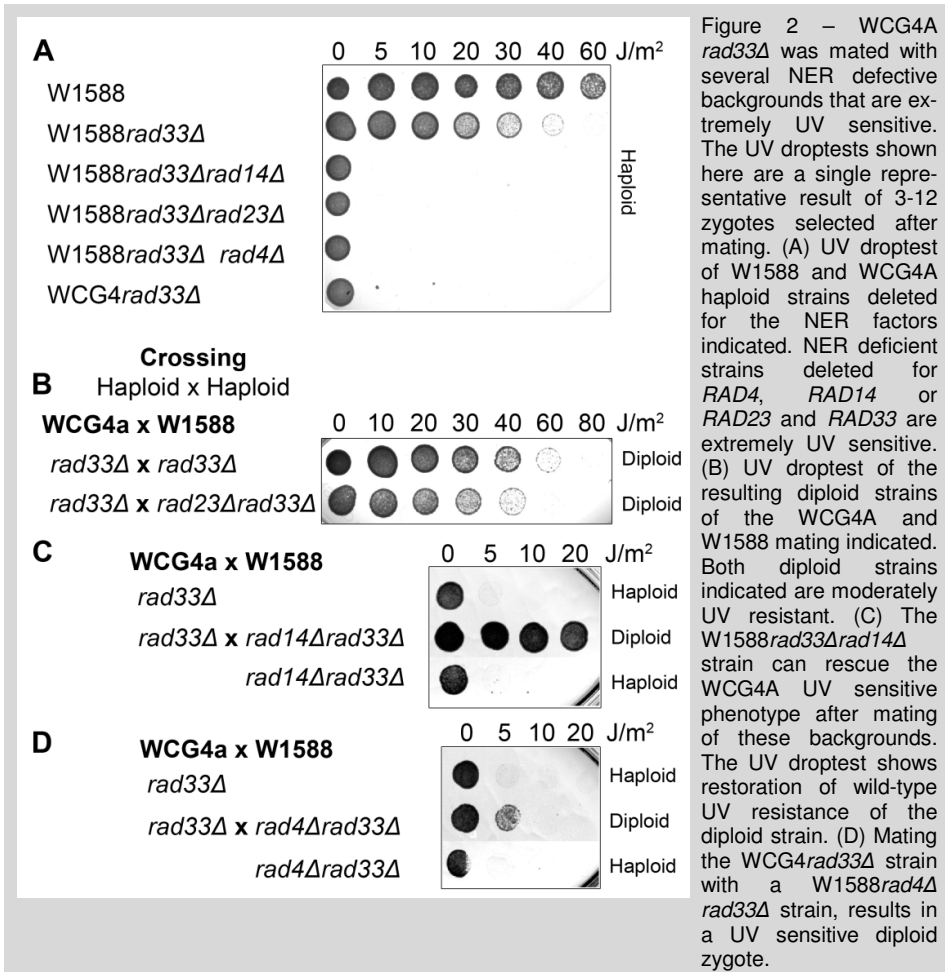 A
0 5 10 20 30 40 60 J/m²
W1588
W1588rad33Δ
W1588rad33Δrad14Δ
W1588rad33Δrad23Δ
W1588rad33Δ rad4Δ
WCG4rad33Δ
Haploid
Crossing
B Haploid x Haploid
WCG4a x W1588
0 10 20 30 40 60 80 J/m²
rad33Δ x rad33Δ Diploid
rad33Δ x rad23Δrad33Δ Diploid
C WCG4a x W1588
0 5 10 20 J/m²
rad33Δ Haploid
rad33Δ x rad14Δrad33Δ Diploid
rad14Δrad33Δ Haploid
D WCG4a x W1588
0 5 10 20 J/m²
rad33Δ Haploid
rad33Δ x rad4Δrad33Δ Diploid
rad4Δrad33Δ Haploid
Figure 2 – WCG4A
rad33Δ was mated with
several NER defective
backgrounds that are ex-
tremely UV sensitive.
The UV droptests shown
here are a single repre-
sentative result of 3-12
zygotes selected after
mating. (A) UV droptest
of W1588 and WCG4A
haploid strains deleted
for the NER factors
indicated. NER deficient
strains deleted for
RAD4, RAD14 or
RAD23 and RAD33 are
extremely UV sensitive.
(B) UV droptest of the
resulting diploid strains
of the WCG4A and
W1588 mating indicated.
Both diploid strains
indicated are moderately
UV resistant. (C) The
W1588rad33Δrad14Δ
strain can rescue the
WCG4A UV sensitive
phenotype after mating
of these backgrounds.
The UV droptest shows
restoration of wild-type
UV resistance of the
diploid strain. (D) Mating
the WCG4rad33Δ strain
with a W1588rad4Δ
rad33Δ strain, results in
a UV sensitive diploid
zygote.